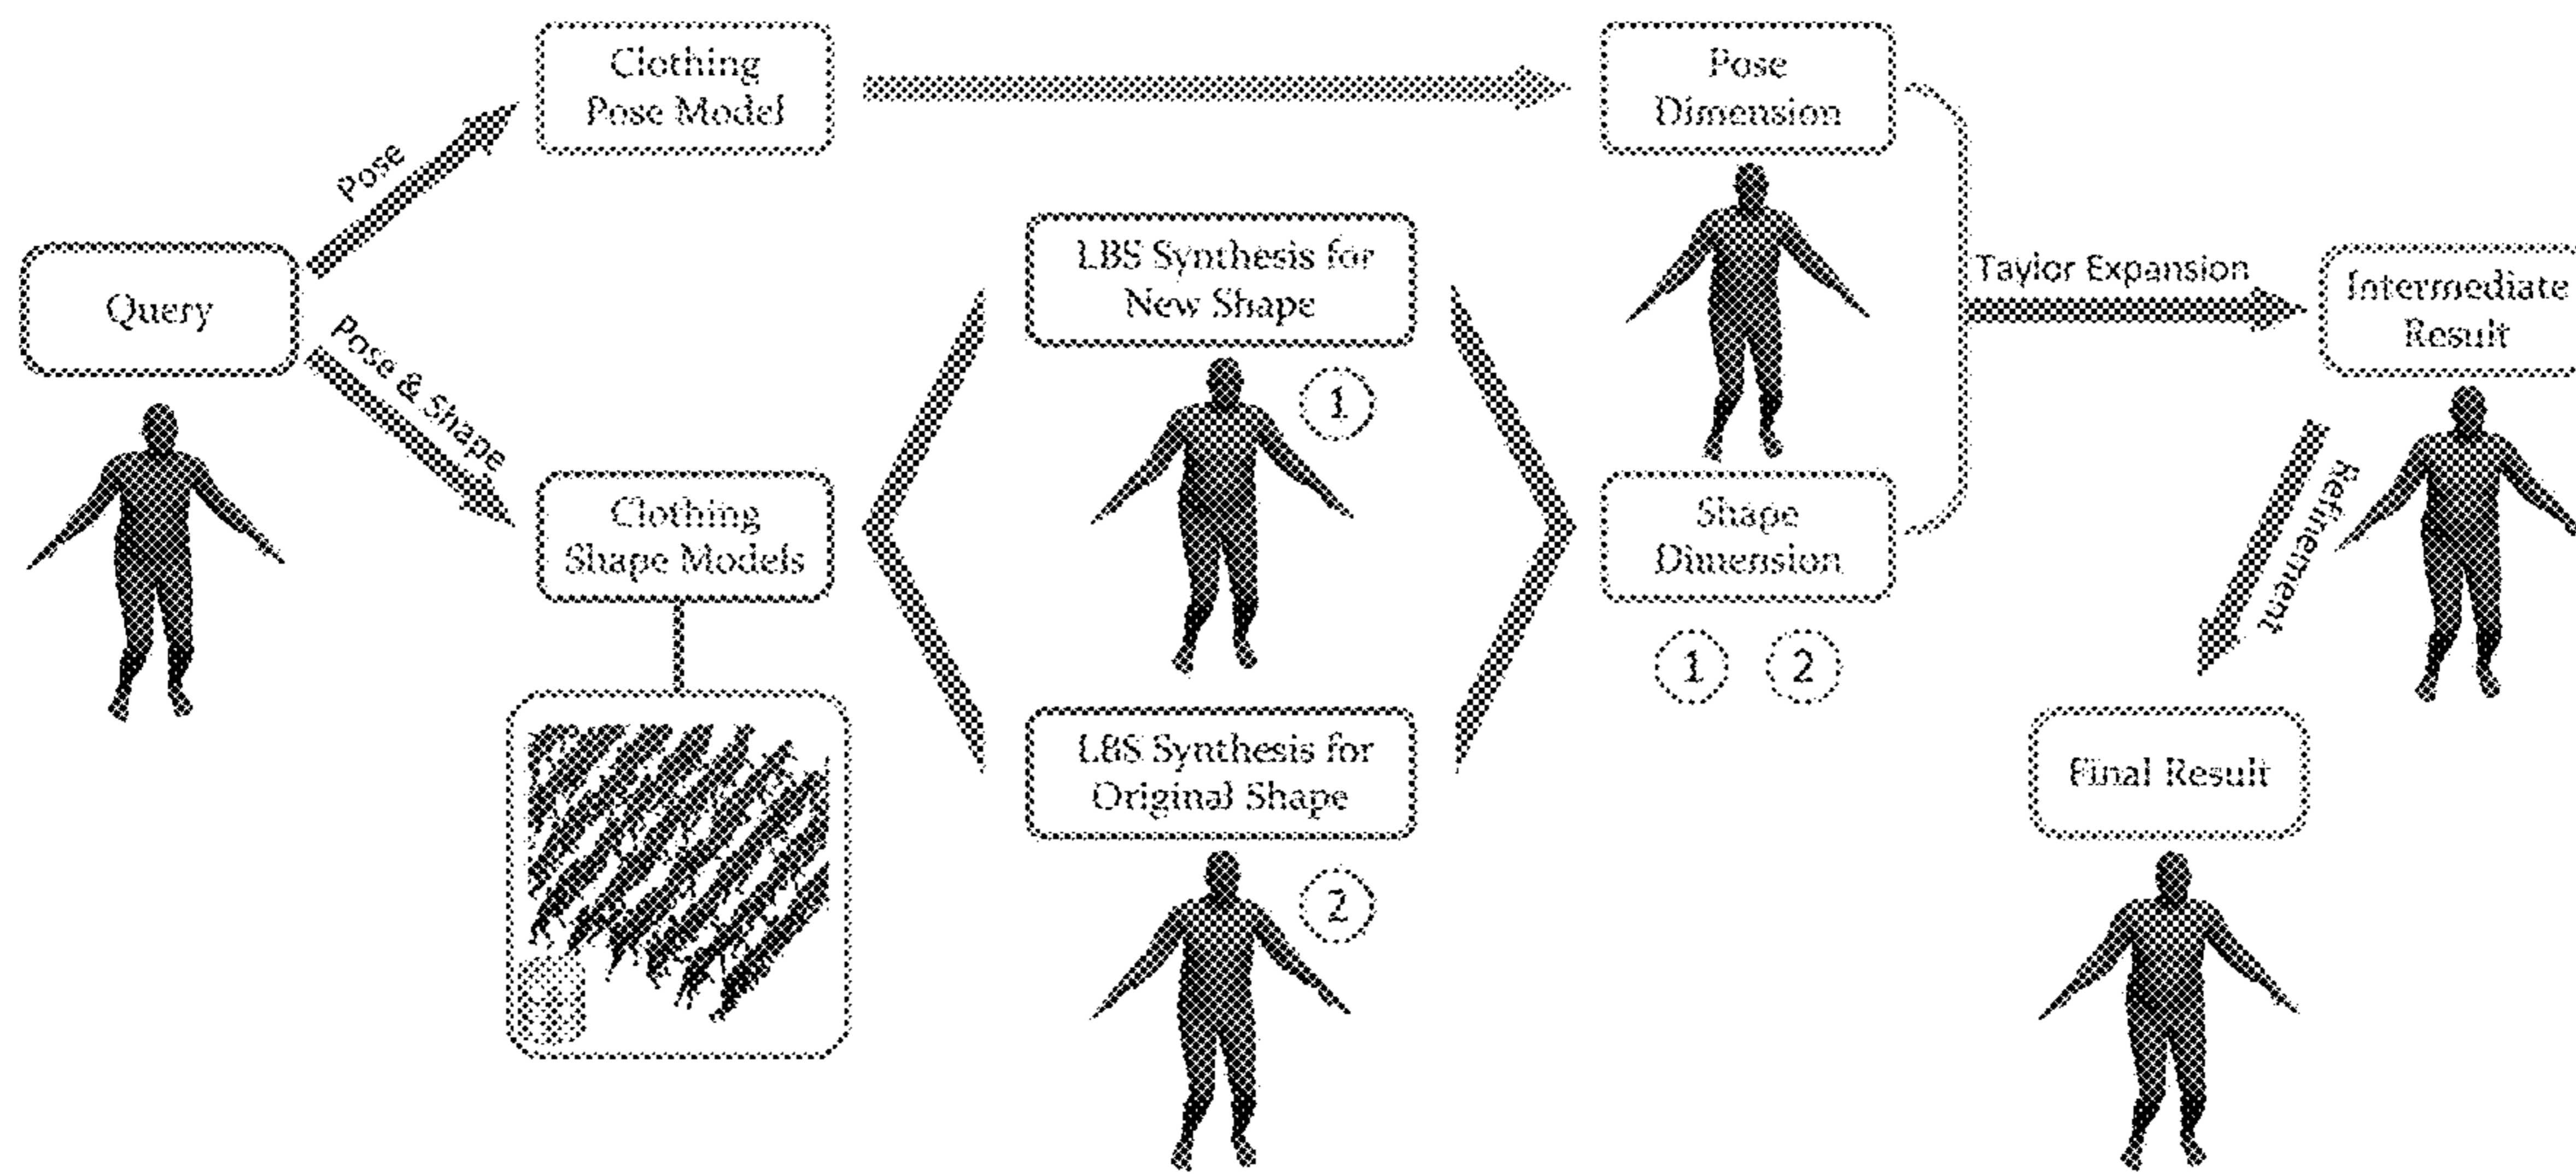 Clothing
Pose Model
Pose
Dimension
Pose
Query
Pose & Shape
LBS Synthesis for
New Shape
1
Taylor Expansion
Intermediate
Result
Clothing
Shape Models
Shape
Dimension
1
2
Refinement
LBS Synthesis for
Original Shape
2
Final Result